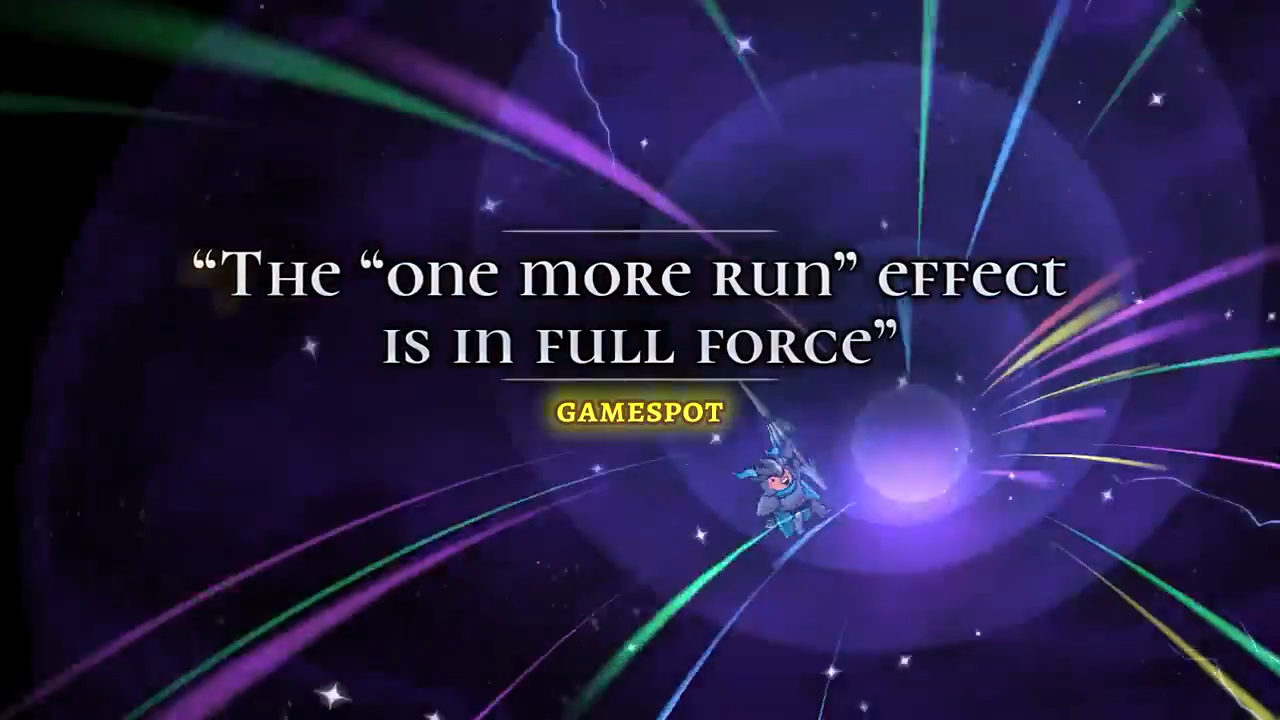 “The “one more run” effect
is in full force”
GAMESPOT